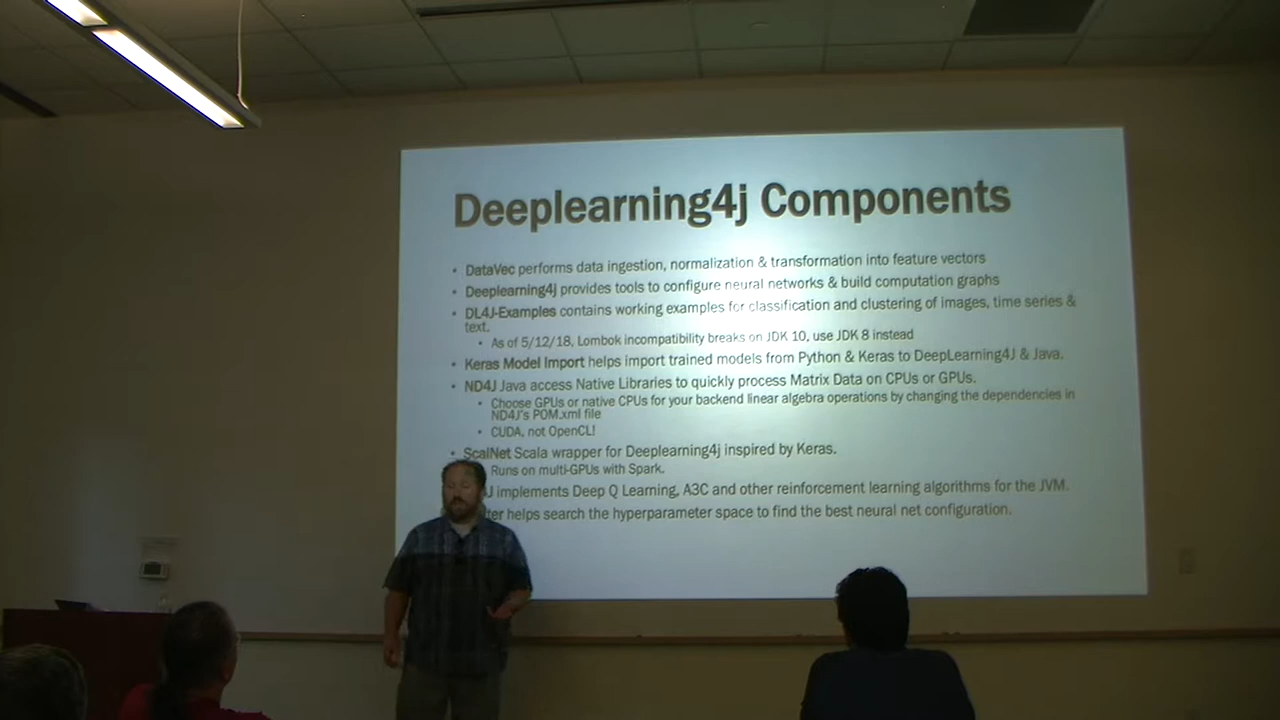 Deeplearning4j Components
• DataVec performs data ingestion, normalization & transformation into feature vectors
• Deeplearning4j provides tools to configure neural networks & build computation graphs
• DL4J-Examples contains working examples for classification and clustering of images, time series &
text.
• As of 5/12/18, Lombok incompatibility breaks on JDK 10, use JDK 8 instead
• Keras Model Import helps import trained models from Python & Keras to DeepLearning4J & Java.
• ND4J Java access Native Libraries to quickly process Matrix Data on CPUs or GPUs.
• Choose GPUs or native CPUs for your backend linear algebra operations by changing the dependencies in
ND4J's POM.xml file
• CUDA, not OpenCL!
• ScalNet Scala wrapper for Deeplearning4j inspired by Keras.
Runs on multi-GPUs with Spark.
J implements Deep Q Learning, A3C and other reinforcement learning algorithms for the JVM.
ter helps search the hyperparameter space to find the best neural net configuration.